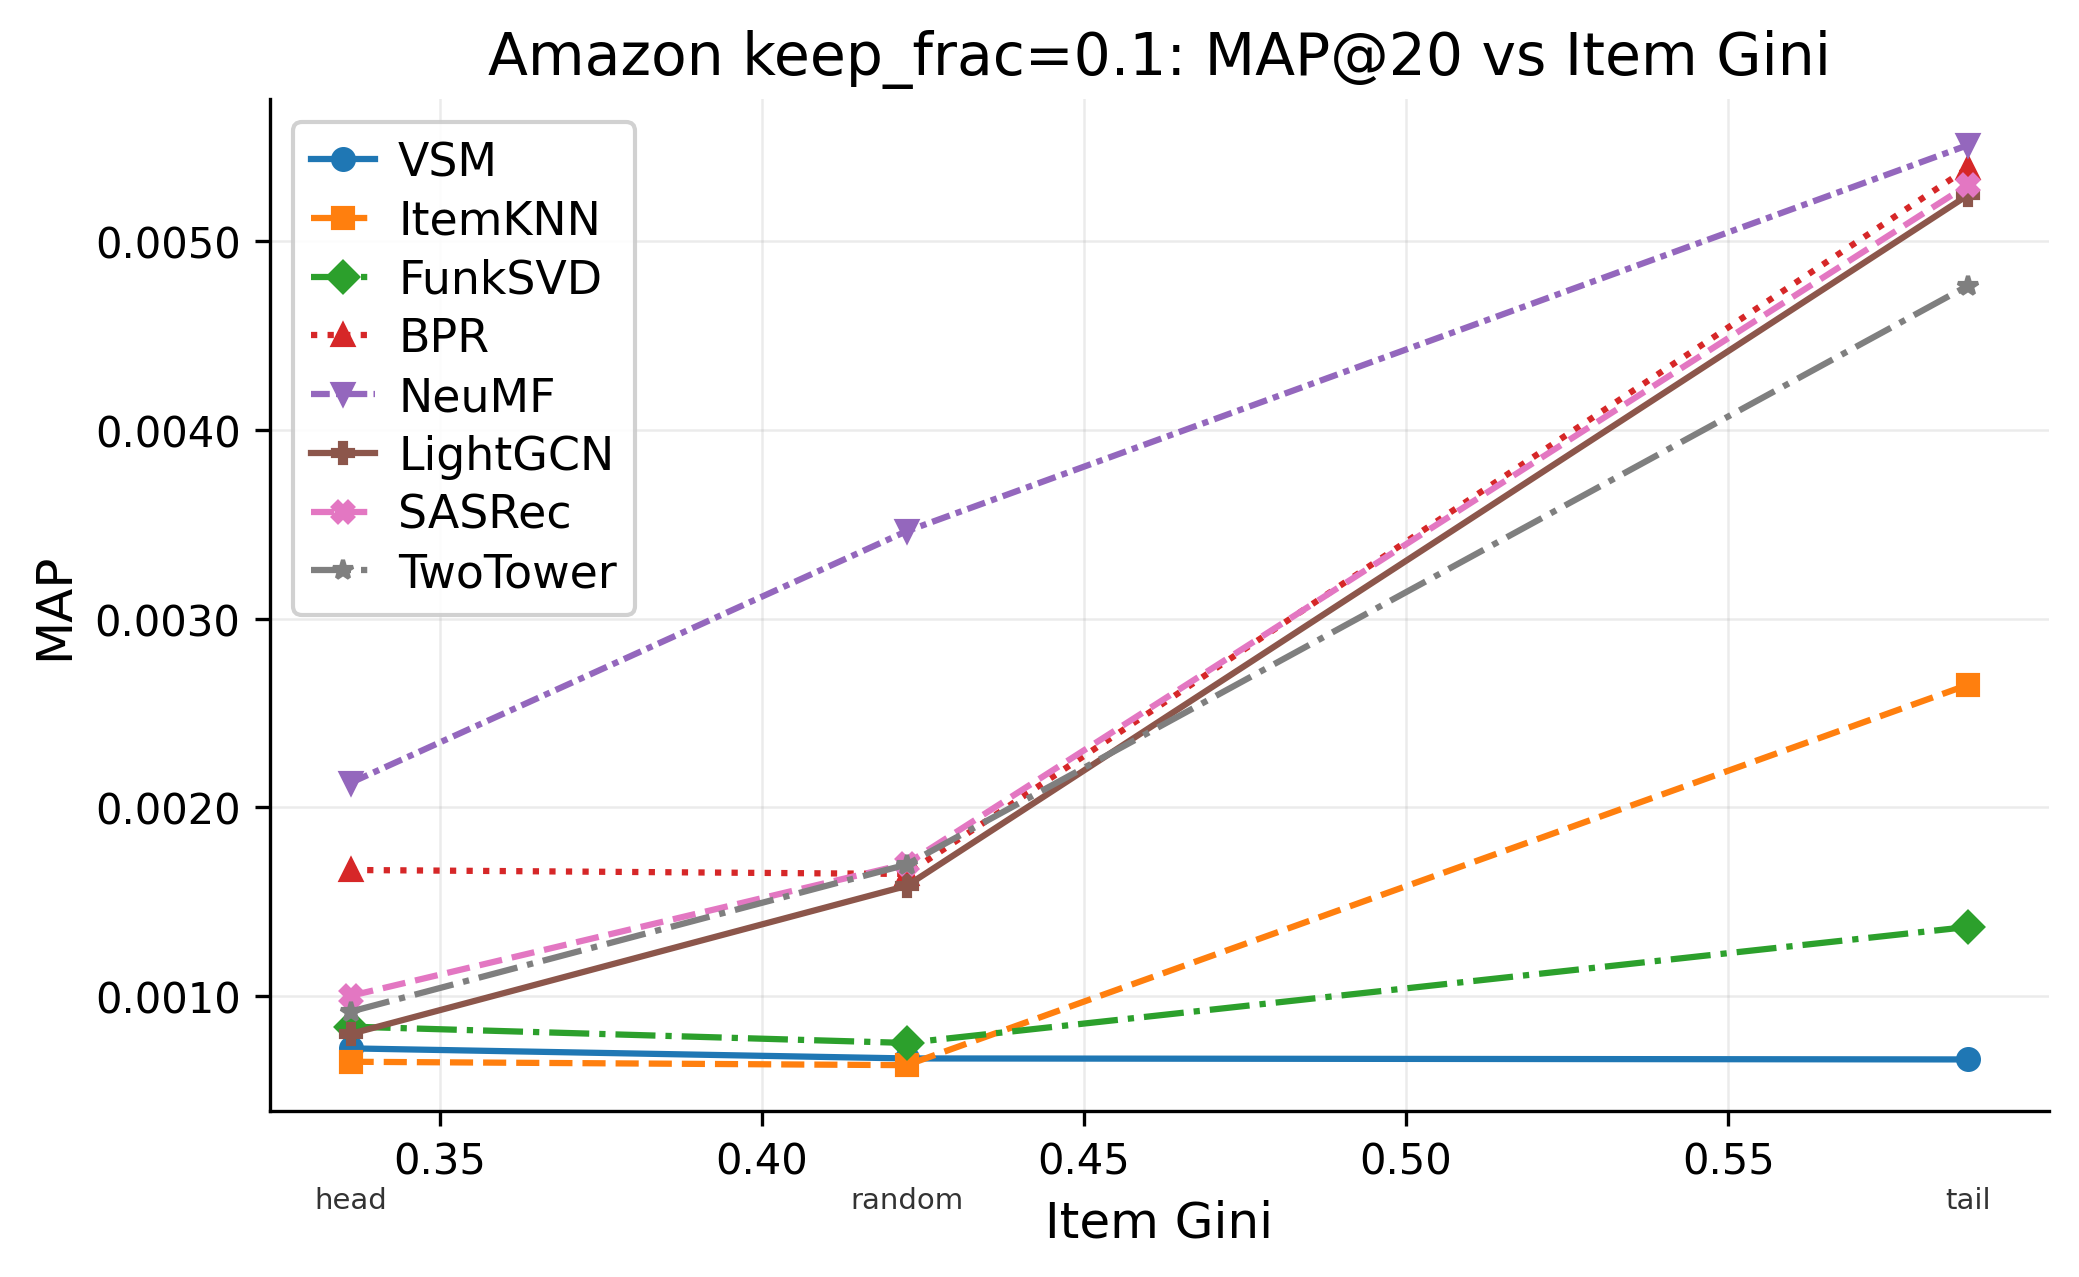 Amazon keep_frac=0.1: MAP@20 vs Item Gini
VSM
ItemKNN
FunkSVD
BPR
NeuMF
LightGCN
SASRec
TwoTower
MAP
0.0050
0.0040
0.0030
0.0020
0.0010
0.35 0.40 0.45 0.50 0.55
head random tail
Item Gini